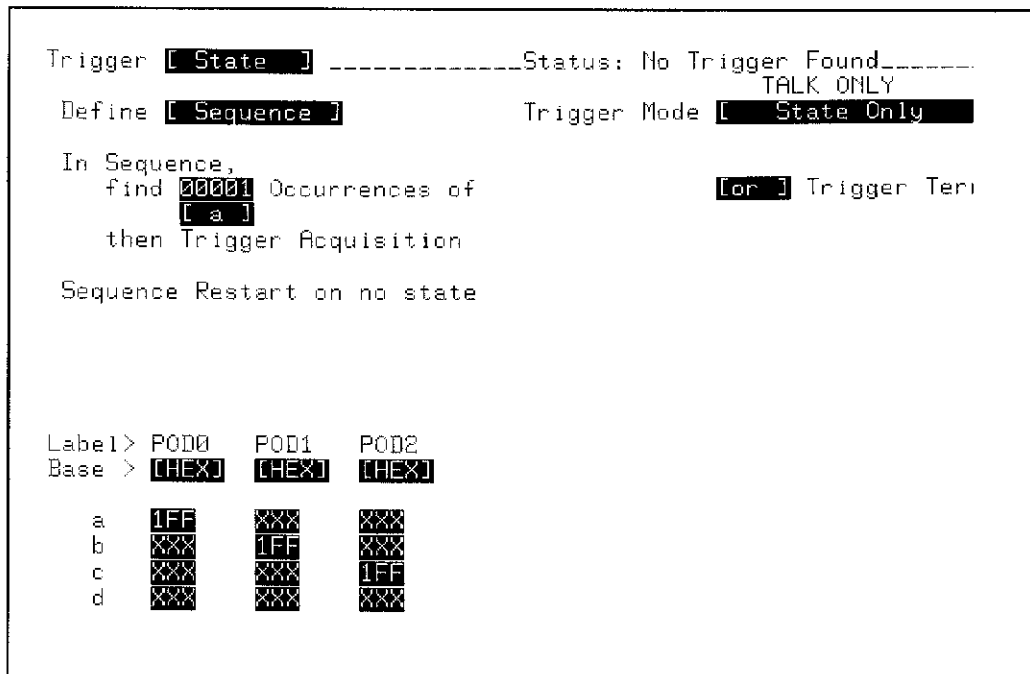 Trigger [ State ] _____________Status: No Trigger Found______
TALK ONLY
Define [ Sequence ] Trigger Mode [ State Only
In Sequence,
find 00001 Occurrences of [or ] Trigger Ter
[ a ]
then Trigger Acquisition
Sequence Restart on no state
Label> POD0 POD1 POD2
Base > [HEX] [HEX] [HEX]
a 1FF XXX XXX
b XXX 1FF XXX
c XXX XXX 1FF
d XXX XXX XXX